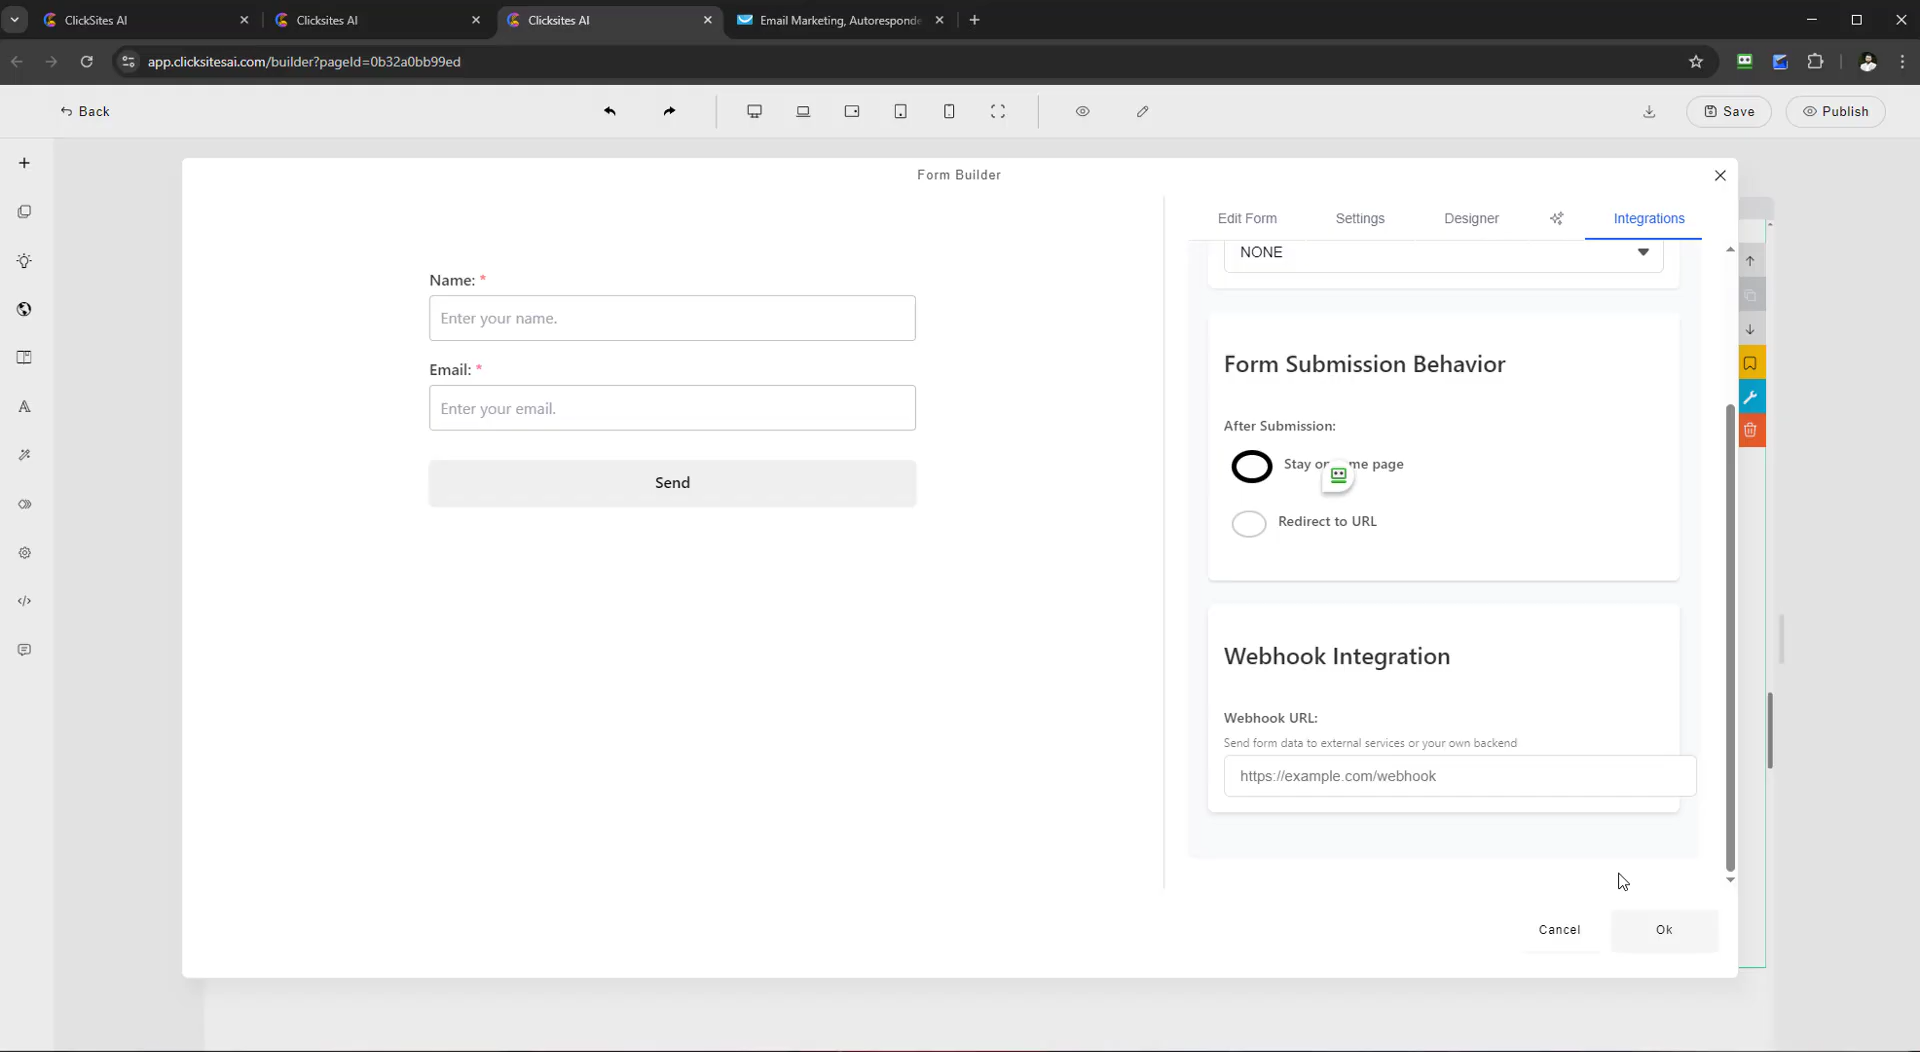 ClickSites AI
Clicksites AI
Clicksites AI
Email Marketing, Autoresponde
app.clicksitesai.com/builder?pageId=0b32a0bb99ed
Back
Save
Publish
Form Builder
Edit Form
Settings
Designer
Integrations
NONE
Name: *
Enter your name.
Email: *
Enter your email.
Send
Form Submission Behavior
After Submission:
Stay on me page
Redirect to URL
Webhook Integration
Webhook URL:
Send form data to external services or your own backend
https://example.com/webhook
Cancel
Ok